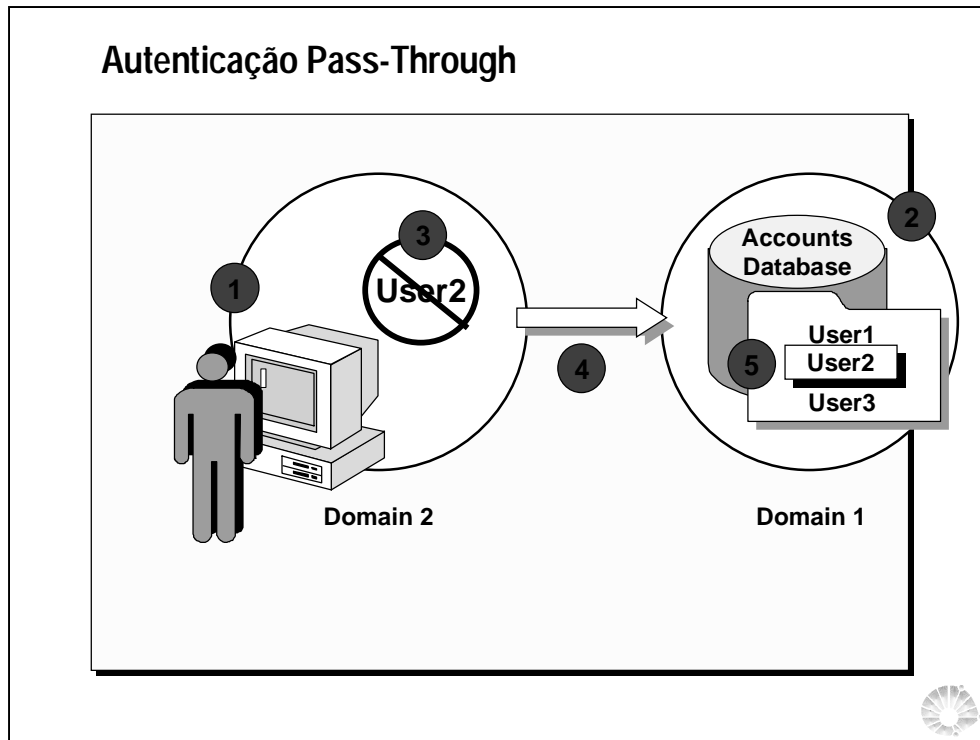 Autenticação Pass-Through
1
3
User2
4
2
Accounts
Database
5
User1
User2
User3
Domain 2
Domain 1